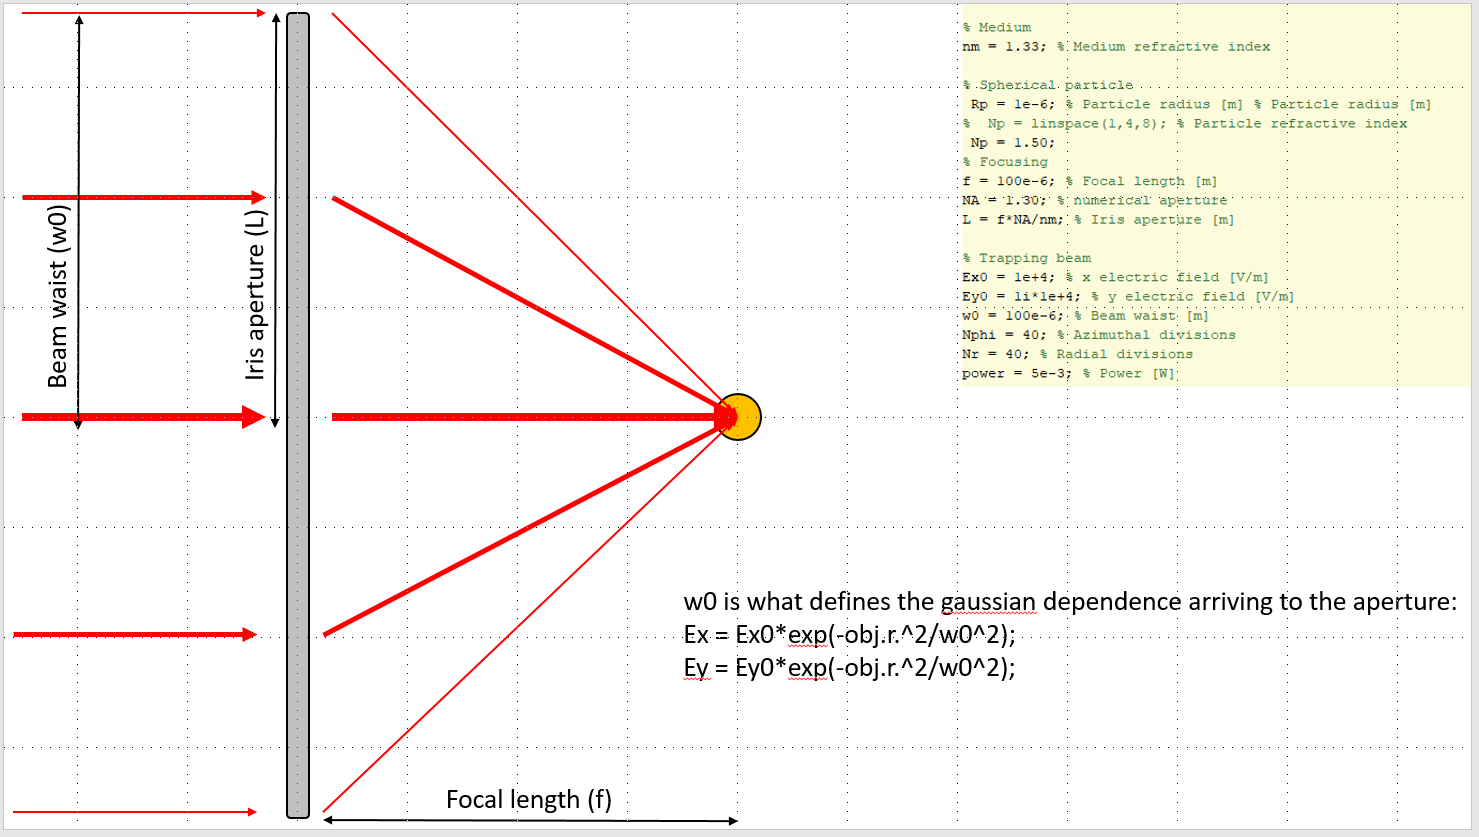 % Medium
nm = 1.33; % Medium refractive index
% Spherical particle
Rp = 1e-6; % Particle radius [m] % Particle radius [m]
% Np = linspace(1,4,8); % Particle refractive index
Np = 1.50;
% Focusing
f = 100e-6; % Focal length [m]
NA = 1.30; % numerical aperture
L = f*NA/nm; % Iris aperture [m]
% Trapping beam
Ex0 = 1e+4; % x electric field [V/m]
Ey0 = 1i*1e+4; % y electric field [V/m]
w0 = 100e-6; % Beam waist [m]
Nphi = 40; % Azimuthal divisions
Nr = 40; % Radial divisions
power = 5e-3; % Power [W]
Beam waist (w0)
Iris aperture (L)
w0 is what defines the gaussian dependence arriving to the aperture:
Ex = Ex0*exp(-obj.r.^2/w0^2);
Ey = Ey0*exp(-obj.r.^2/w0^2);
Focal length (f)